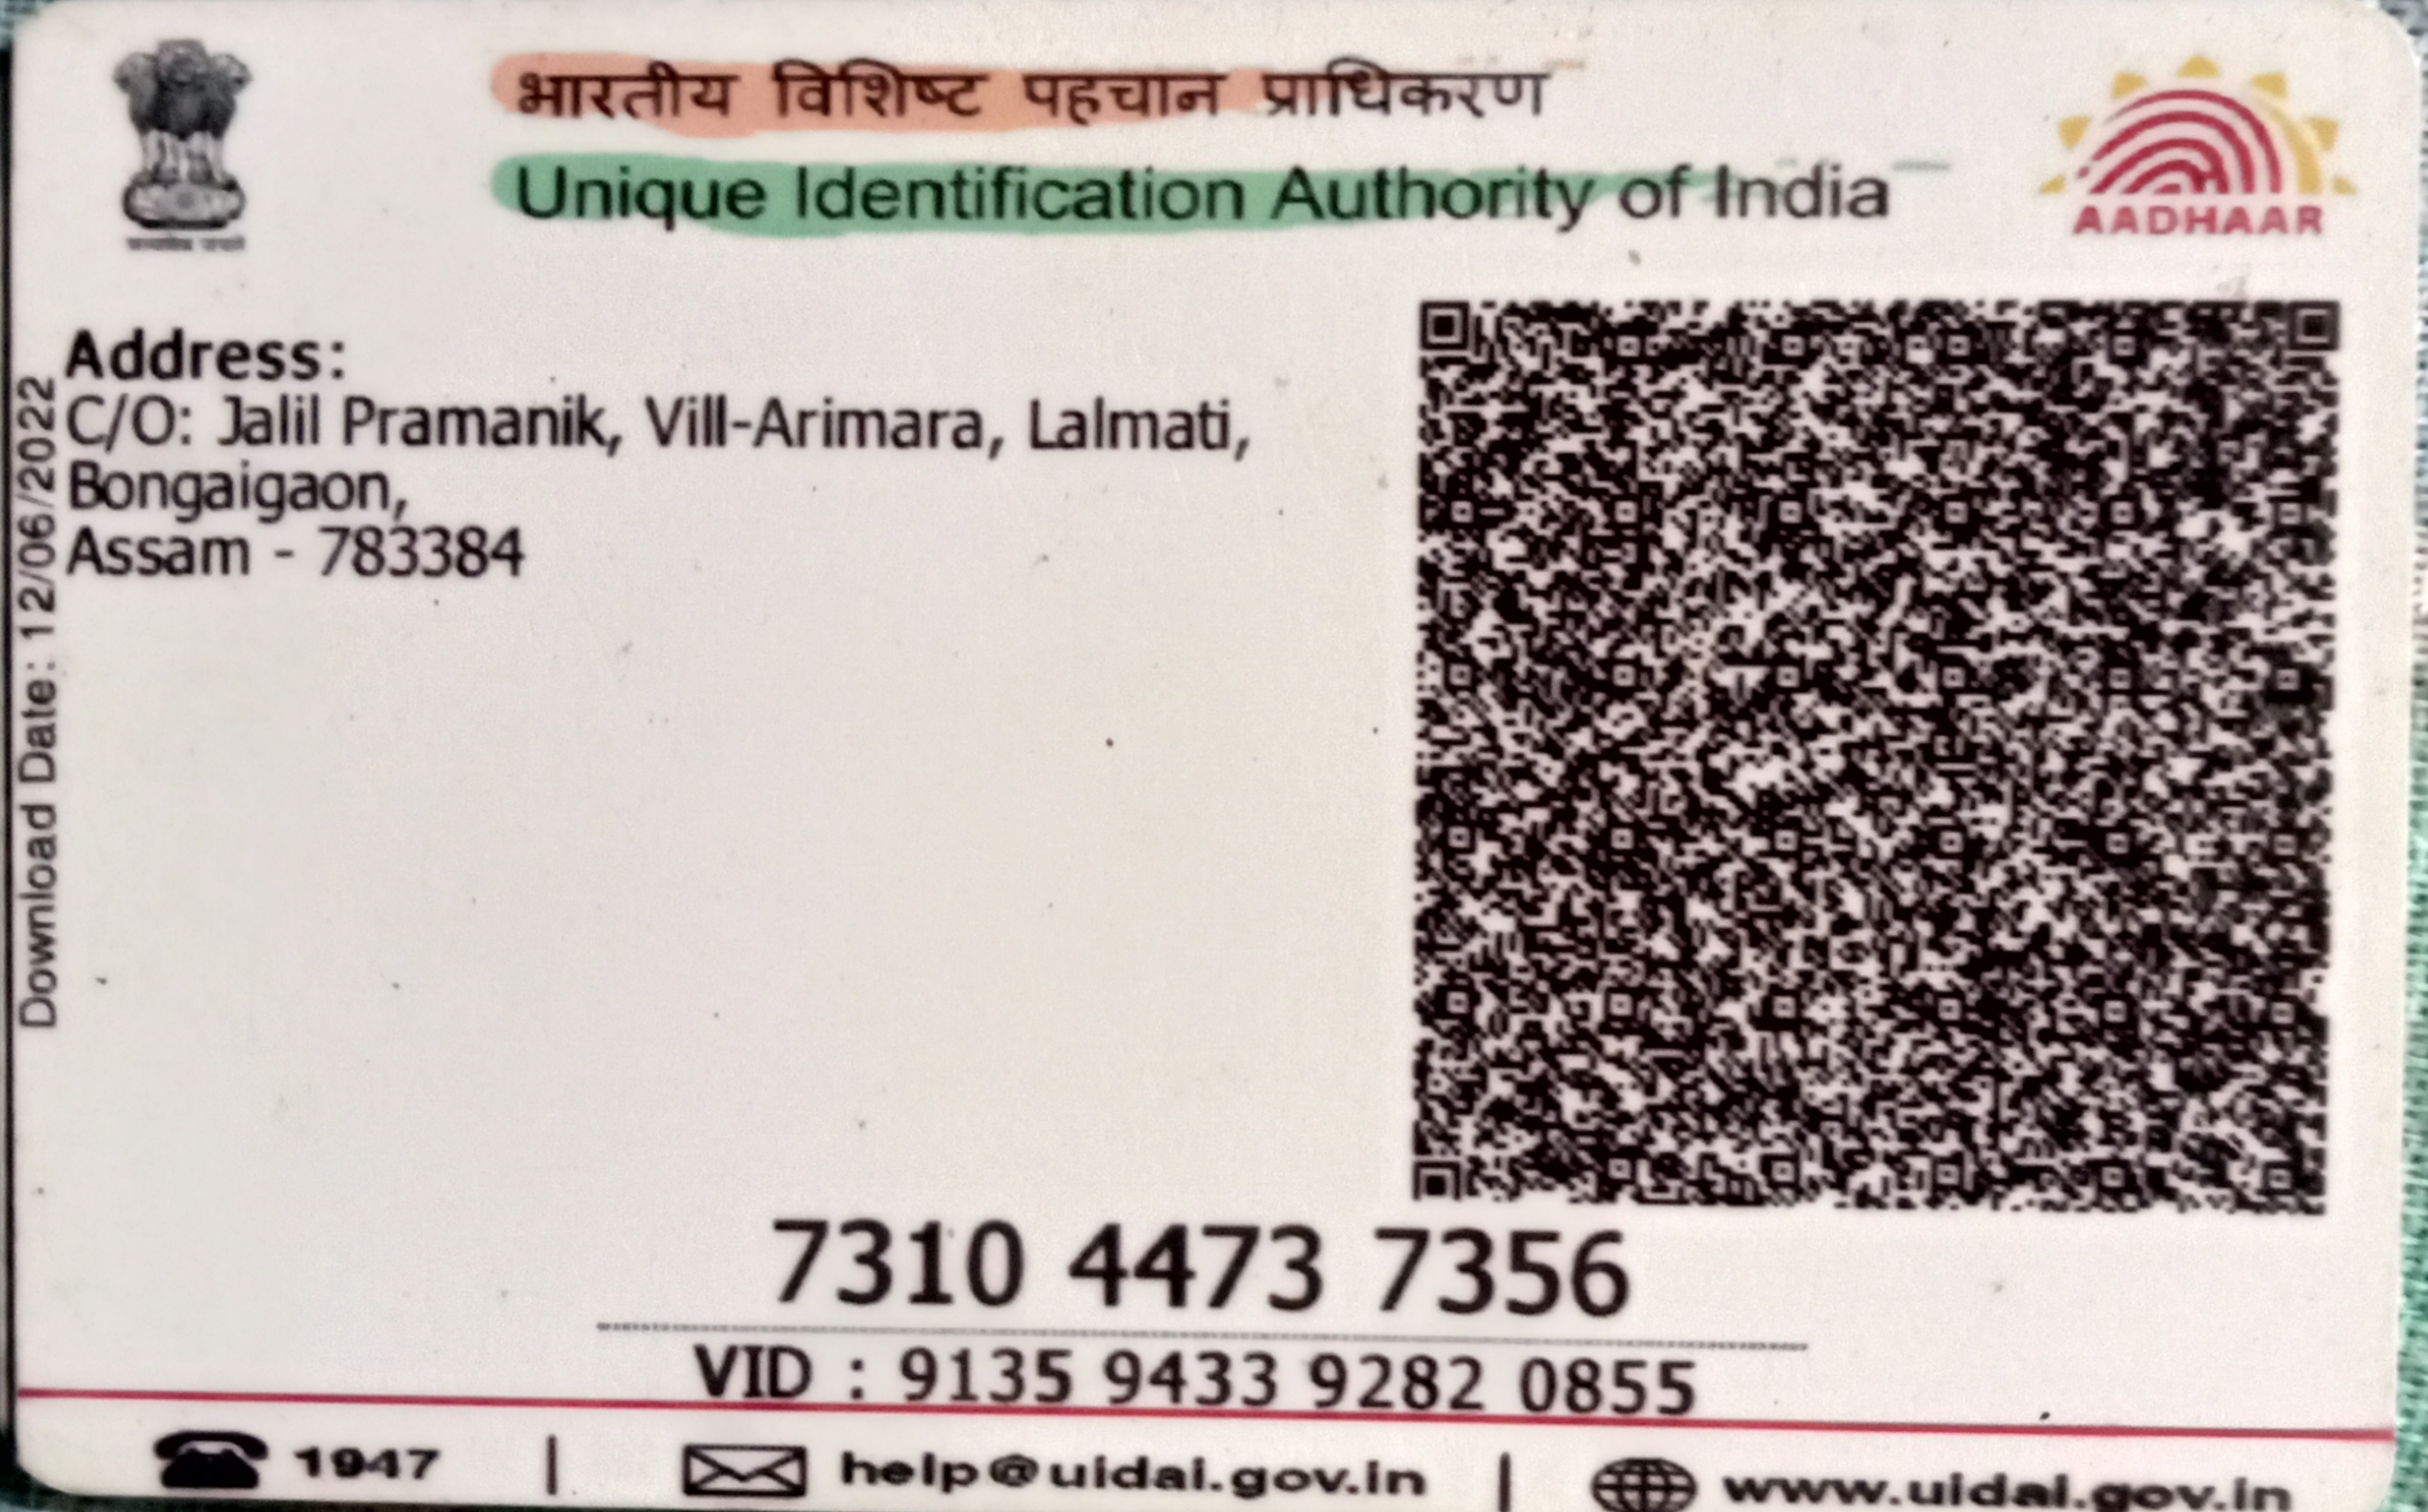 भारतीय विशिष्ट पहचान प्राधिकरण
Unique Identification Authority of India
AADHAAR
Address:
C/O: Jalil Pramanik, Vill-Arimara, Lalmati,
Bongaigaon,
Assam - 783384
Download Date: 12/06/2022
7310 4473 7356
VID : 9135 9433 9282 0855
1947 | help@uidai.gov.in | www.uidai.gov.in